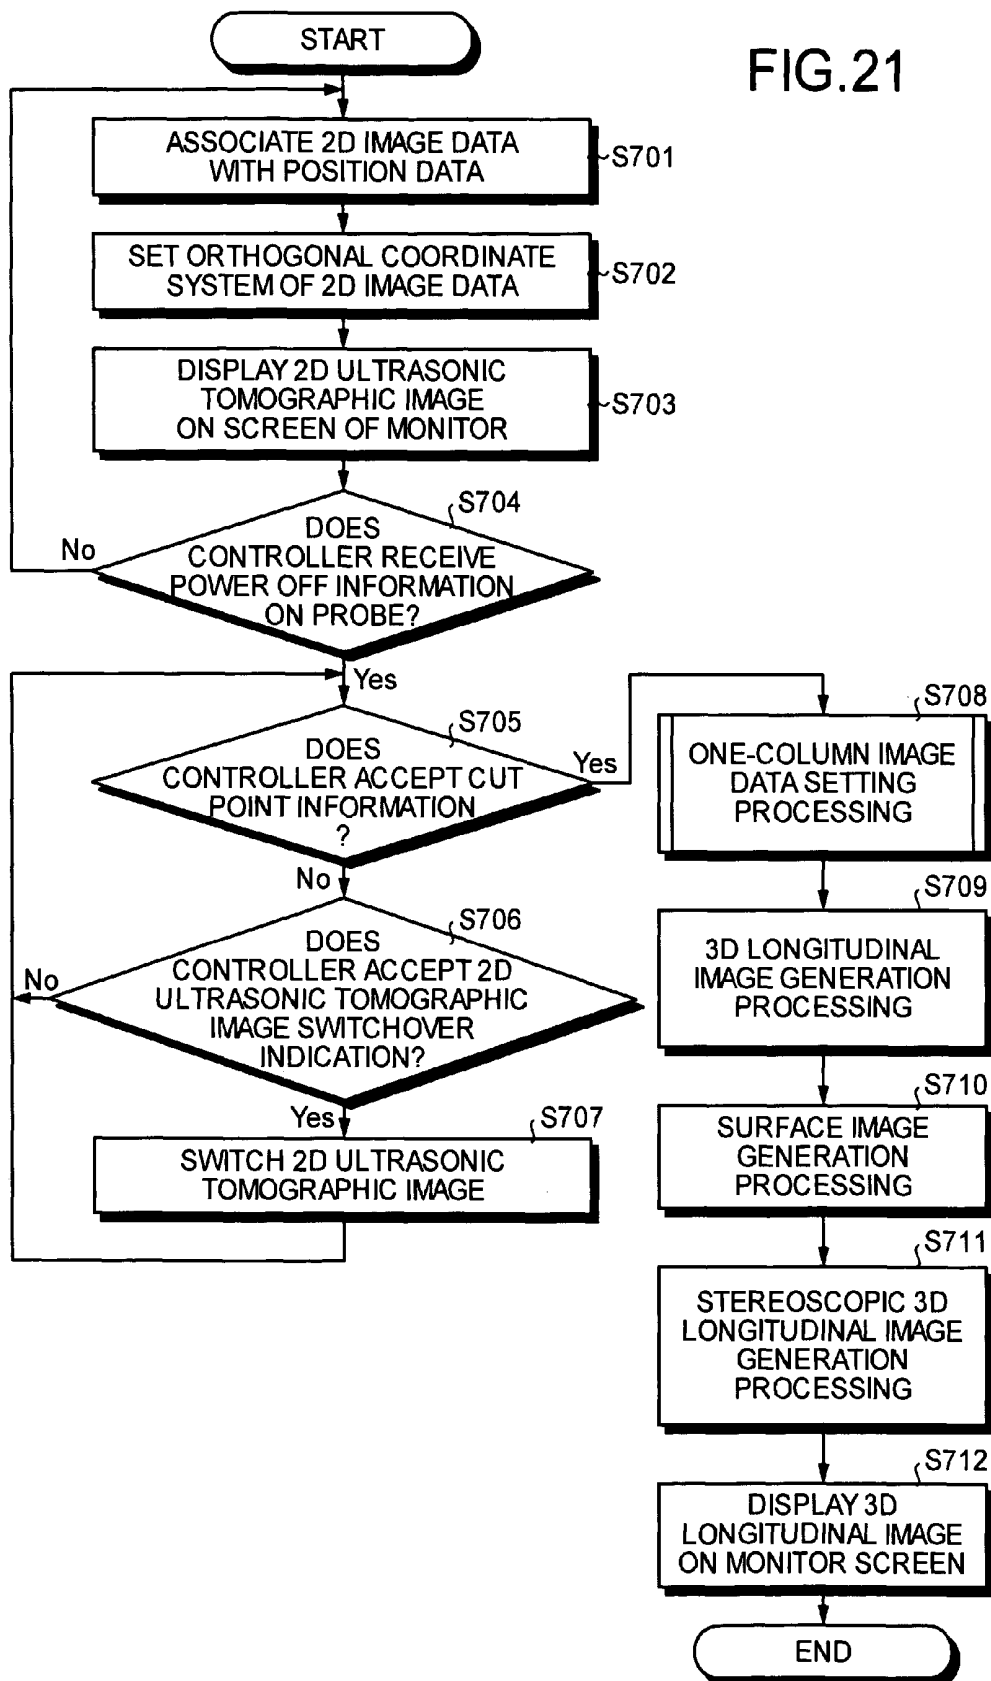 START
FIG.21
ASSOCIATE 2D IMAGE DATA
WITH POSITION DATA
S701
SET ORTHOGONAL COORDINATE
SYSTEM OF 2D IMAGE DATA
S702
DISPLAY 2D ULTRASONIC
TOMOGRAPHIC IMAGE
ON SCREEN OF MONITOR
S703
S704
DOES
CONTROLLER RECEIVE
POWER OFF INFORMATION
ON PROBE?
No
Yes
S705
DOES
CONTROLLER ACCEPT CUT
POINT INFORMATION
?
Yes
No
S706
DOES
CONTROLLER ACCEPT 2D
ULTRASONIC TOMOGRAPHIC
IMAGE SWITCHOVER
INDICATION?
No
Yes
S707
SWITCH 2D ULTRASONIC
TOMOGRAPHIC IMAGE
S708
ONE-COLUMN IMAGE
DATA SETTING
PROCESSING
S709
3D LONGITUDINAL
IMAGE GENERATION
PROCESSING
S710
SURFACE IMAGE
GENERATION
PROCESSING
S711
STEREOSCOPIC 3D
LONGITUDINAL IMAGE
GENERATION
PROCESSING
S712
DISPLAY 3D
LONGITUDINAL IMAGE
ON MONITOR SCREEN
END